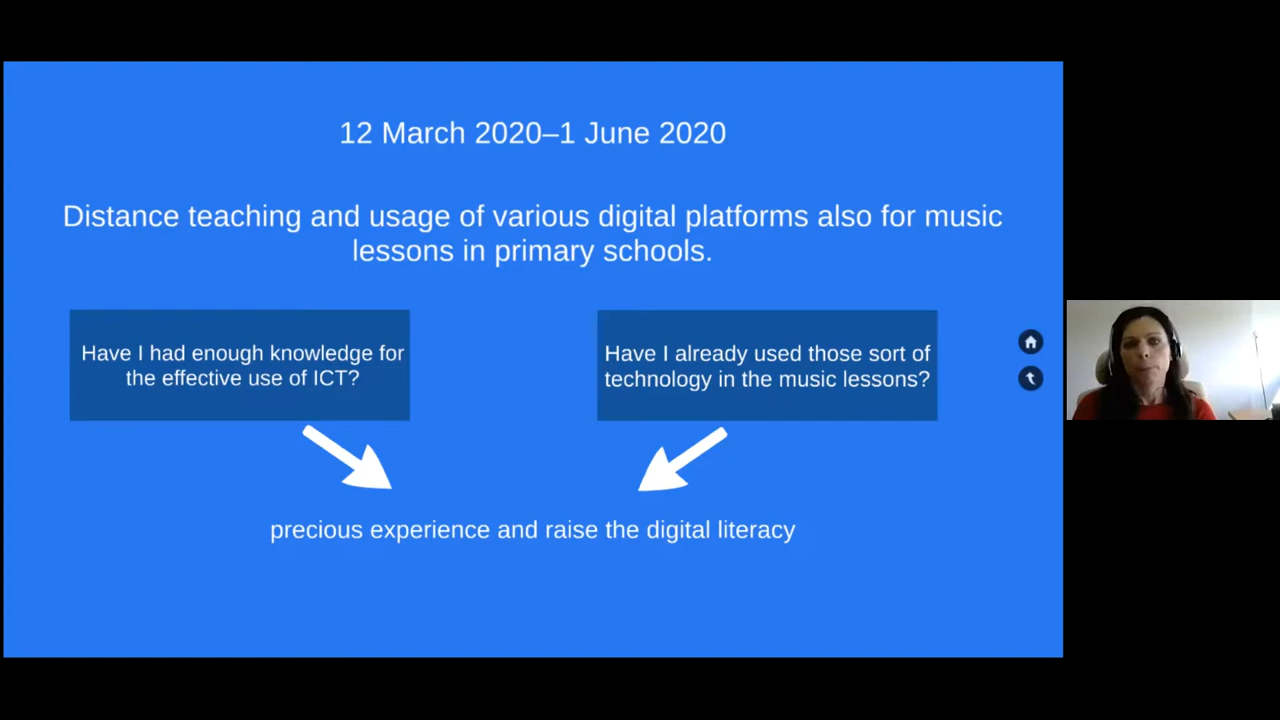 12 March 2020–1 June 2020
Distance teaching and usage of various digital platforms also for music
lessons in primary schools.
Have I had enough knowledge for
the effective use of ICT?
Have I already used those sort of
technology in the music lessons?
precious experience and raise the digital literacy